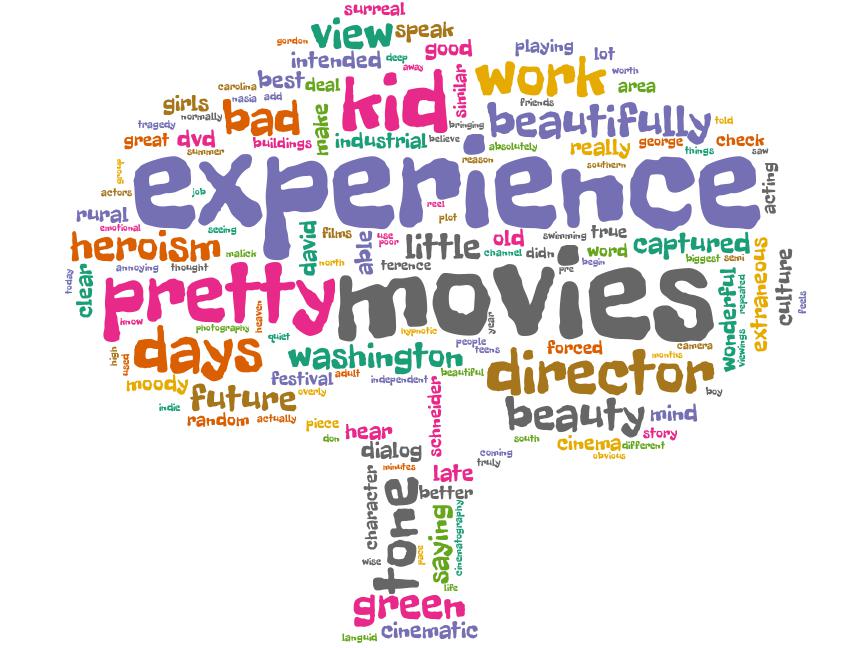 surreal
gordon view speak
intended deep away good playing lot
carolina best deal kid similar work worth area
nasia add friends
girls normally bad make beautifully told
tragedy bringing
great dvd buildings industrial believe absolutely really george things check
summer reason southern saw
group experience acting
actors job
rural reel plot
emotional seeing david films able use poor little old swimming true captured
heroism malick channel didn word biggest semi
annoying thought north terence pre begin
today clear pretty movies wonderful repeated extraneous culture feels
know photography heaven hypnotic year viewings
high used days quiet washington people teens forced camera
months
moody festival adult independent beautiful director boy
indie future overly
random actually piece schneider beauty mind
don hear south cinema different story
obvious
dialog coming
minutes truly
character tone late
better
wise pace saying cinematography
life
green
languid cinematic